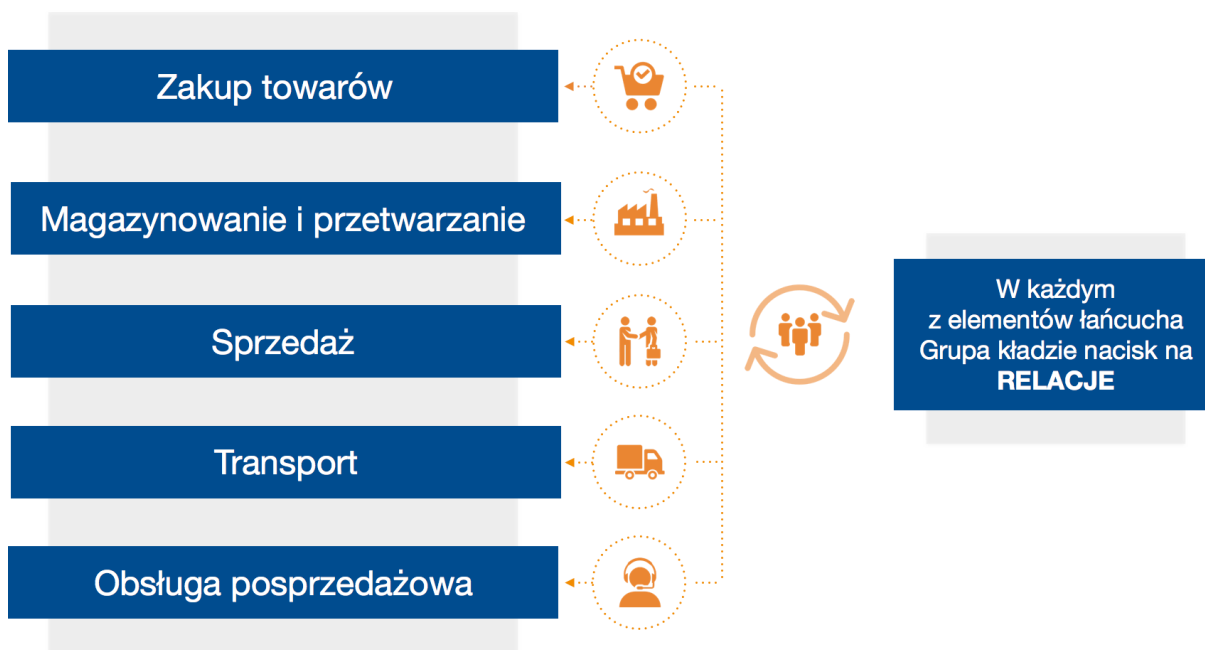 Zakup towarów
Magazynowanie i przetwarzanie
Sprzedaż
Transport
Obsługa posprzedażowa
W każdym
z elementów łańcucha
Grupa kładzie nacisk na
RELACJE